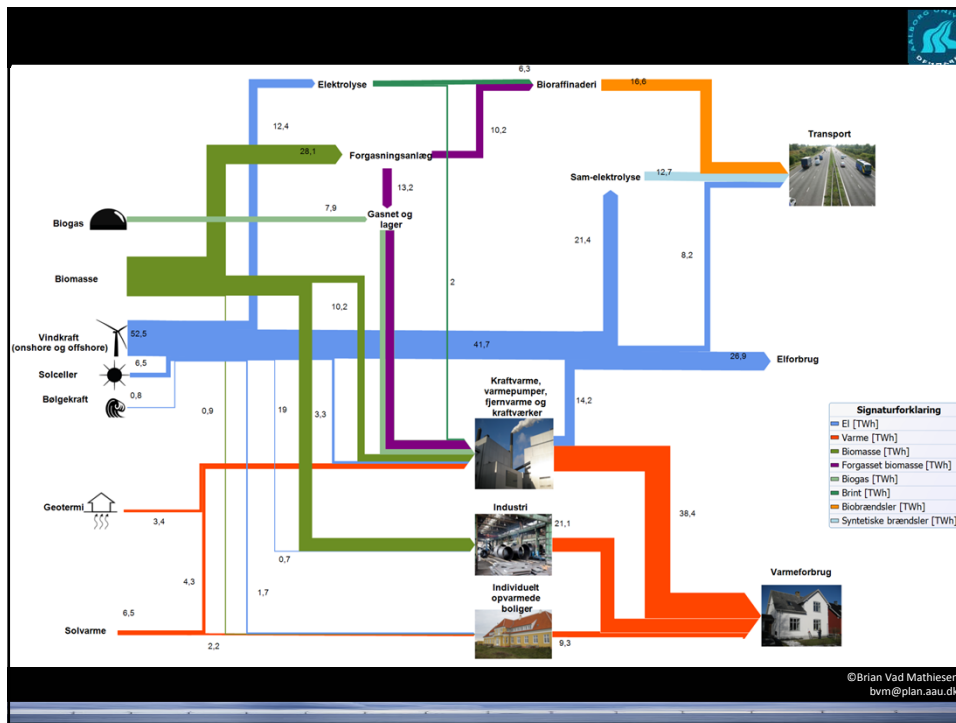 AALBORG UNIV
6,3
Elektrolyse
Bioraffinaderi
16,6
12,4
10,2
Transport
28,1
Forgasningsanlæg
Sam-elektrolyse
12,7
13,2
7,9
Gasnet og
lager
Biogas
21,4
8,2
Biomasse
2
10,2
Vindkraft
(onshore og offshore)
52,5
41,7
26,9
Elforbrug
Solceller
6,5
Kraftvarme,
varmepumper,
fjernvarme og
kraftværker
Bølgekraft
0,8
0,9
19
3,3
14,2
Signaturforklaring
El [TWh]
Varme [TWh]
Biomasse [TWh]
Forgasset biomasse [TWh]
Biogas [TWh]
Brint [TWh]
Biobrændsler [TWh]
Syntetiske brændsler [TWh]
Geotermi
3,4
Industri
21,1
38,4
0,7
Varmeforbrug
4,3
1,7
Individuelt
opvarmede
boliger
6,5
Solvarme
2,2
9,3
©Brian Vad Mathiesen
bvm@plan.aau.dk